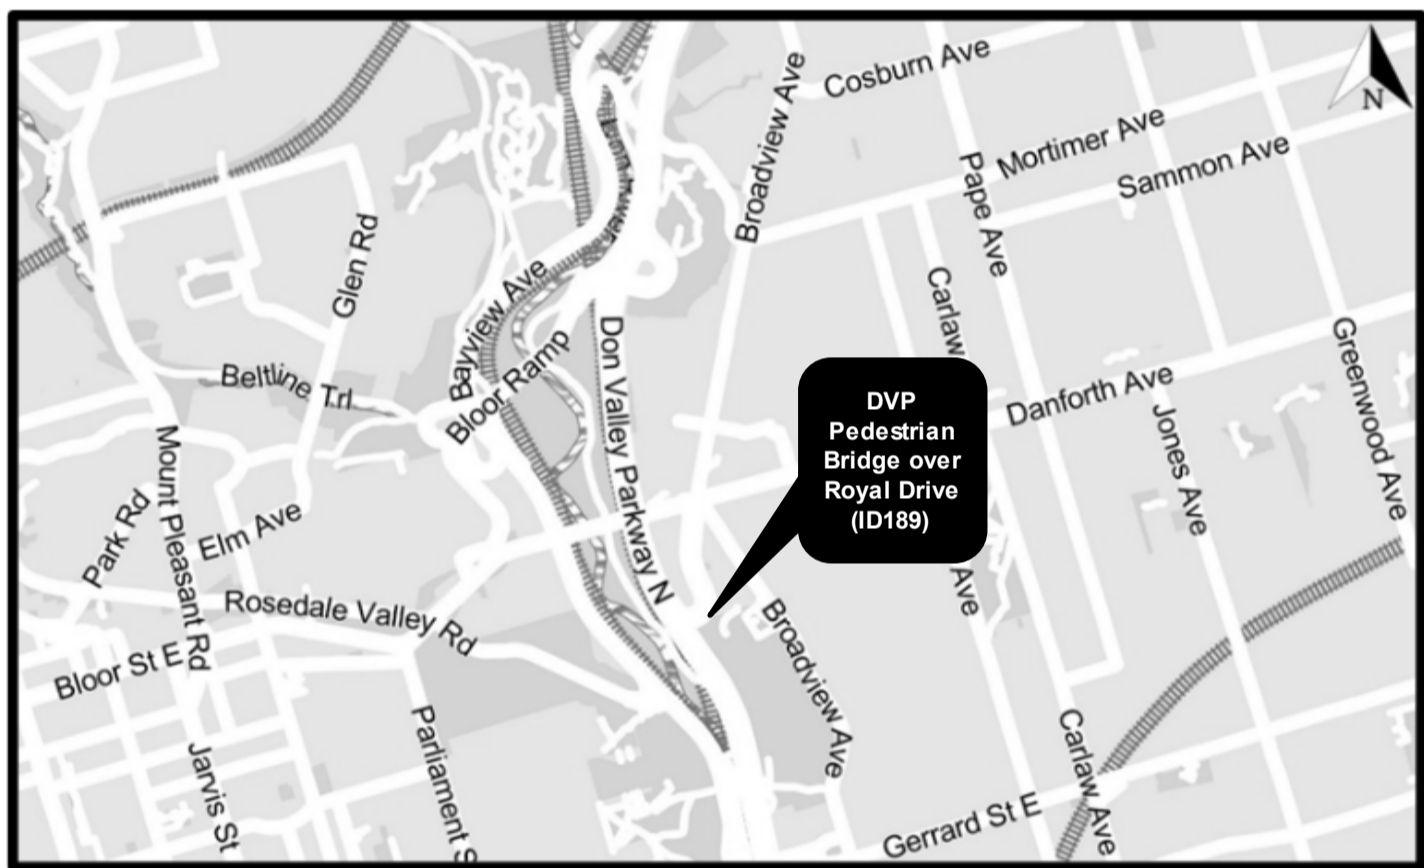 Cosburn Ave
N
Broadview Ave
Mortimer Ave
Sammon Ave
Pape Ave
Glen Rd
Bayview Ave
Carlaw
Ave
Don Valley Parkway N
Bloor Ramp
Greenwood Ave
Beltline Trl
Danforth Ave
Jones Ave
DVP
Pedestrian
Bridge over
Royal Drive
(ID189)
Mount Pleasant Rd
Park Rd
Elm Ave
Rosedale Valley Rd
Broadview Ave
Bloor St E
Parliament S
Jarvis St
Carlaw Ave
Gerrard St E